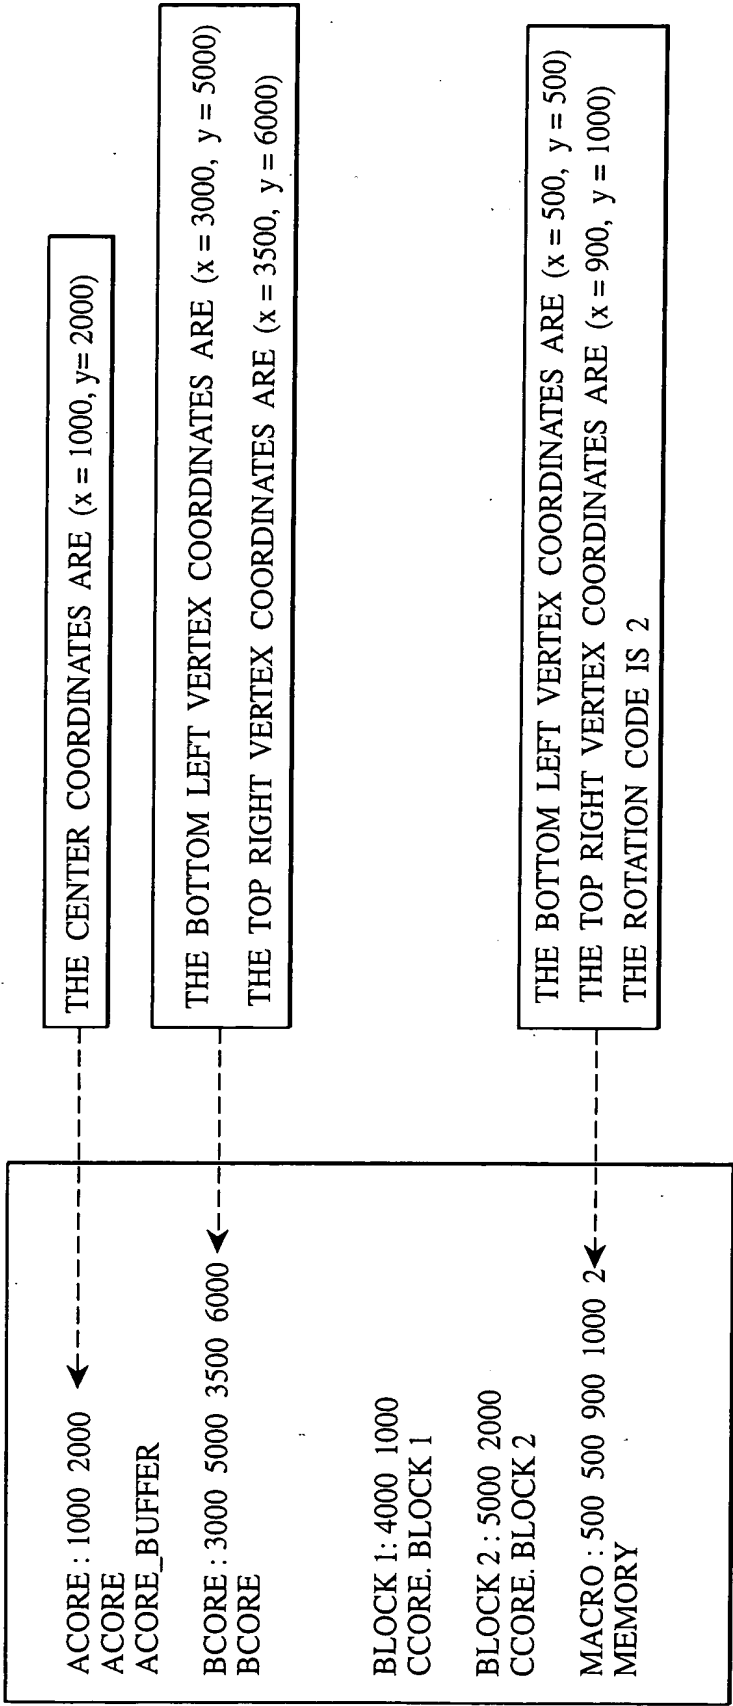 ACORE : 1000 2000
ACORE
ACORE_BUFFER
BCORE : 3000 5000 3500 6000
BCORE
BLOCK 1: 4000 1000
CCORE. BLOCK 1
BLOCK 2 : 5000 2000
CCORE. BLOCK 2
MACRO : 500 500 900 1000 2
MEMORY
THE CENTER COORDINATES ARE (x = 1000, y= 2000)
THE BOTTOM LEFT VERTEX COORDINATES ARE (x = 3000, y = 5000)
THE TOP RIGHT VERTEX COORDINATES ARE (x = 3500, y = 6000)
THE BOTTOM LEFT VERTEX COORDINATES ARE (x = 500, y = 500)
THE TOP RIGHT VERTEX COORDINATES ARE (x = 900, y = 1000)
THE ROTATION CODE IS 2